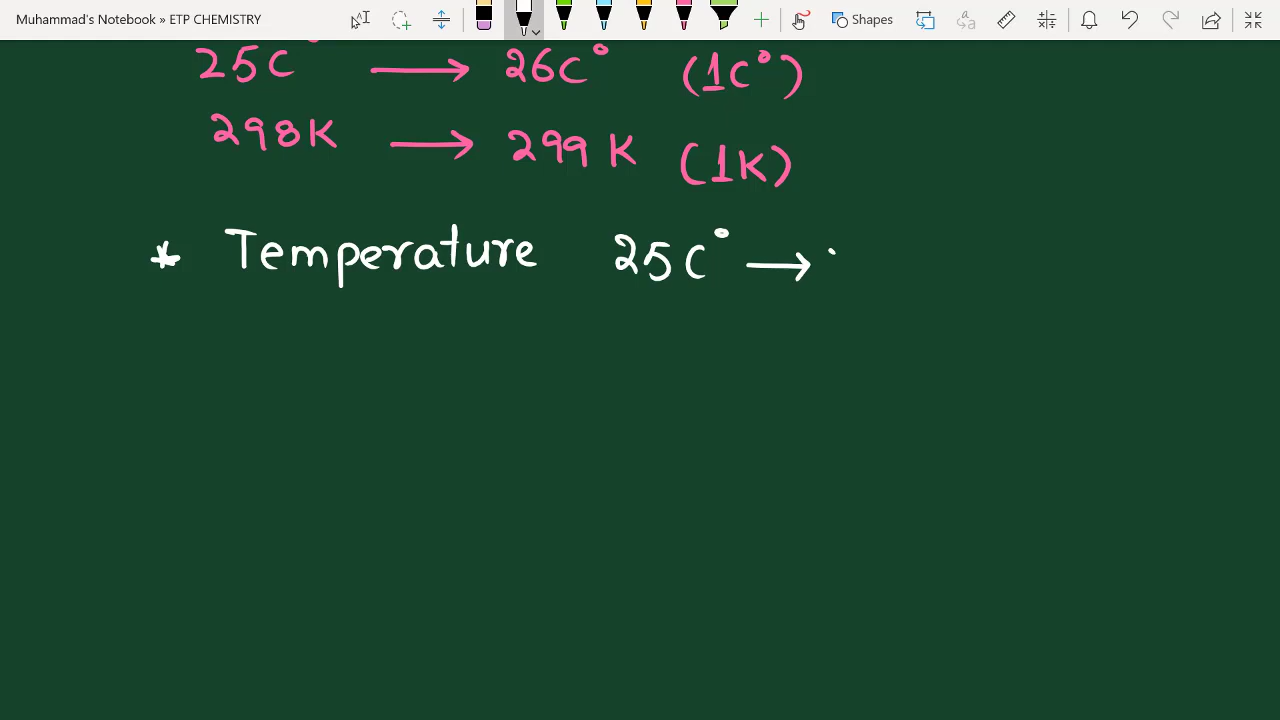 Muhammad's Notebook » ETP CHEMISTRY
Shapes
25C° → 26C° (1C°)
298K → 299K (1K)
* Temperature 25C° →